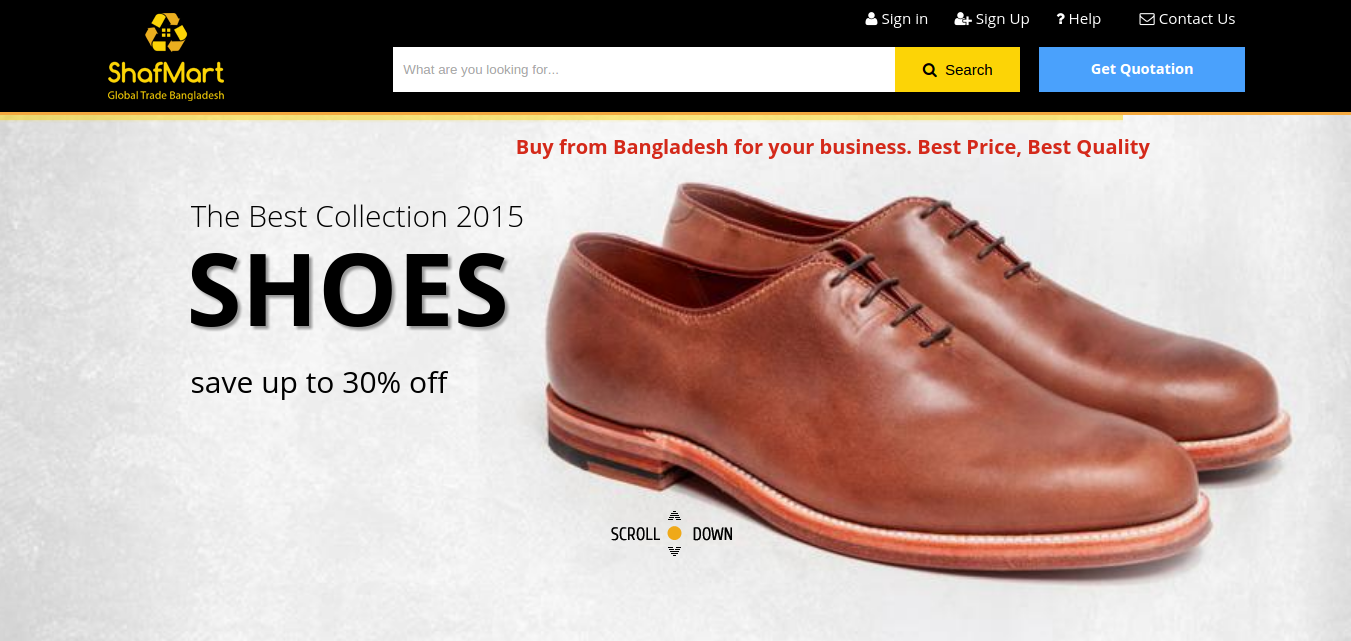 Sign in Sign Up ? Help Contact Us
ShafMart
Global Trade Bangladesh
What are you looking for...
Search
Get Quotation
Buy from Bangladesh for your business. Best Price, Best Quality
The Best Collection 2015
SHOES
save up to 30% off
SCROLL DOWN